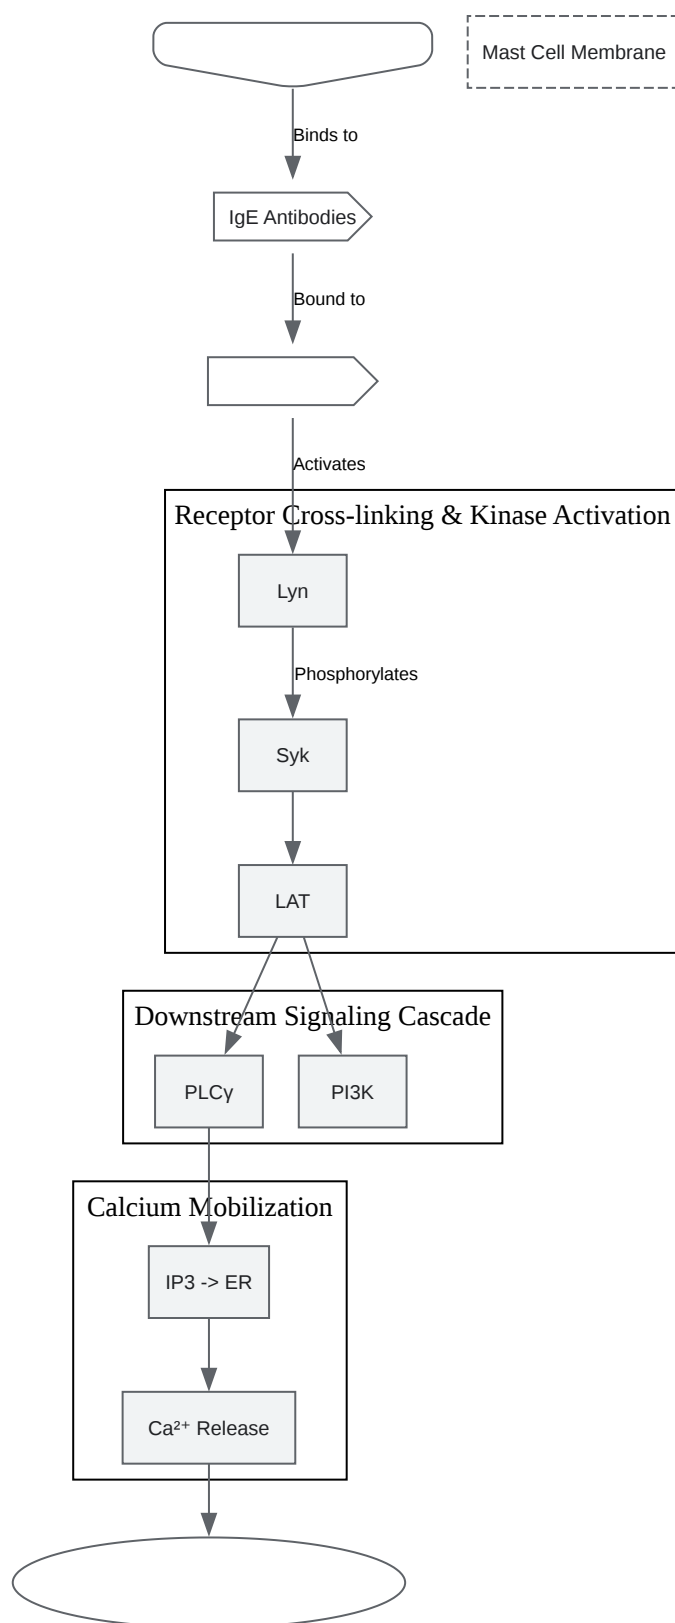 Mast Cell Membrane
Binds to
IgE Antibodies
Bound to
Activates
Receptor Cross-linking & Kinase Activation
Lyn
Phosphorylates
Syk
LAT
Downstream Signaling Cascade
PLCγ
PI3K
Calcium Mobilization
IP3 -> ER
Ca²⁺ Release